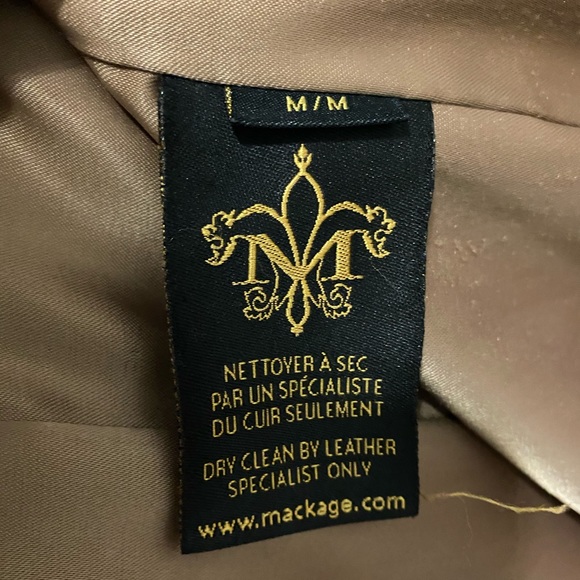 M/M
M
NETTOYER À SEC
PAR UN SPÉCIALISTE
DU CUIR SEULEMENT
DRY CLEAN BY LEATHER
SPECIALIST ONLY
www.mackage.com